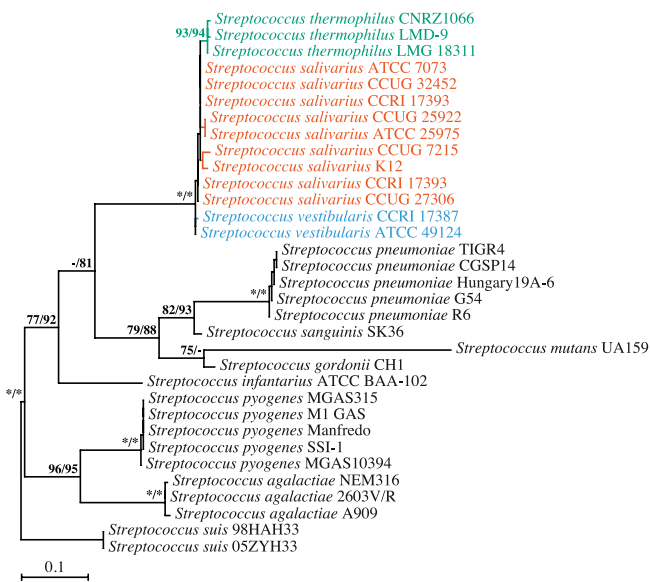 Streptococcus thermophilus CNRZ1066
93/94
Streptococcus thermophilus LMD-9
Streptococcus thermophilus LMG 18311
Streptococcus salivarius ATCC 7073
Streptococcus salivarius CCUG 32452
Streptococcus salivarius CCRI 17393
Streptococcus salivarius CCUG 25922
Streptococcus salivarius ATCC 25975
Streptococcus salivarius CCUG 7215
Streptococcus salivarius K12
Streptococcus salivarius CCRI 17393
*/*
Streptococcus salivarius CCUG 27306
Streptococcus vestibularis CCRI 17387
Streptococcus vestibularis ATCC 49124
Streptococcus pneumoniae TIGR4
-/81
Streptococcus pneumoniae CGSP14
Streptococcus pneumoniae Hungary19A-6
*/*
Streptococcus pneumoniae G54
82/93
Streptococcus pneumoniae R6
77/92
79/88
Streptococcus sanguinis SK36
75/-
Streptococcus mutans UA159
Streptococcus gordonii CH1
Streptococcus infantarius ATCC BAA-102
*/*
Streptococcus pyogenes MGAS315
Streptococcus pyogenes M1 GAS
Streptococcus pyogenes Manfredo
*/*
Streptococcus pyogenes SSI-1
Streptococcus pyogenes MGAS10394
96/95
Streptococcus agalactiae NEM316
*/*
Streptococcus agalactiae 2603V/R
Streptococcus agalactiae A909
Streptococcus suis 98HAH33
Streptococcus suis 05ZYH33
0.1